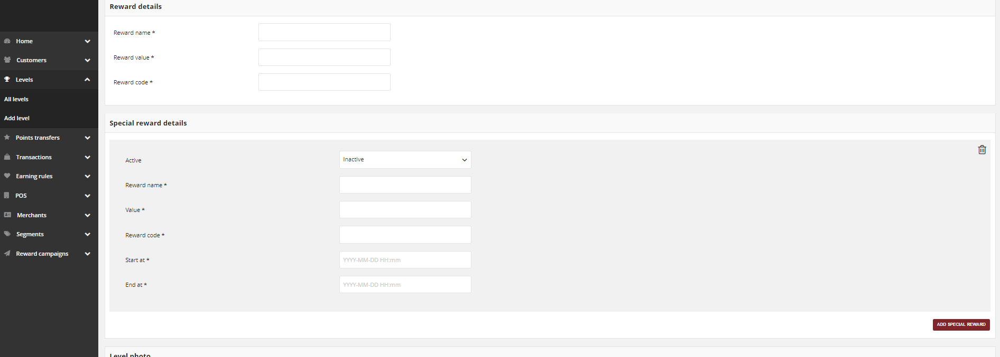 Home
Customers
Levels
All levels
Add level
Points transfers
Transactions
Earning rules
POS
Merchants
Segments
Reward campaigns
Reward details
Reward name *
Reward value *
Reward code *
Special reward details
Active
Inactive
Reward name *
Value *
Reward code *
Start at *
YYYY-MM-DD HH:mm
End at *
YYYY-MM-DD HH:mm
ADD SPECIAL REWARD
Level photo